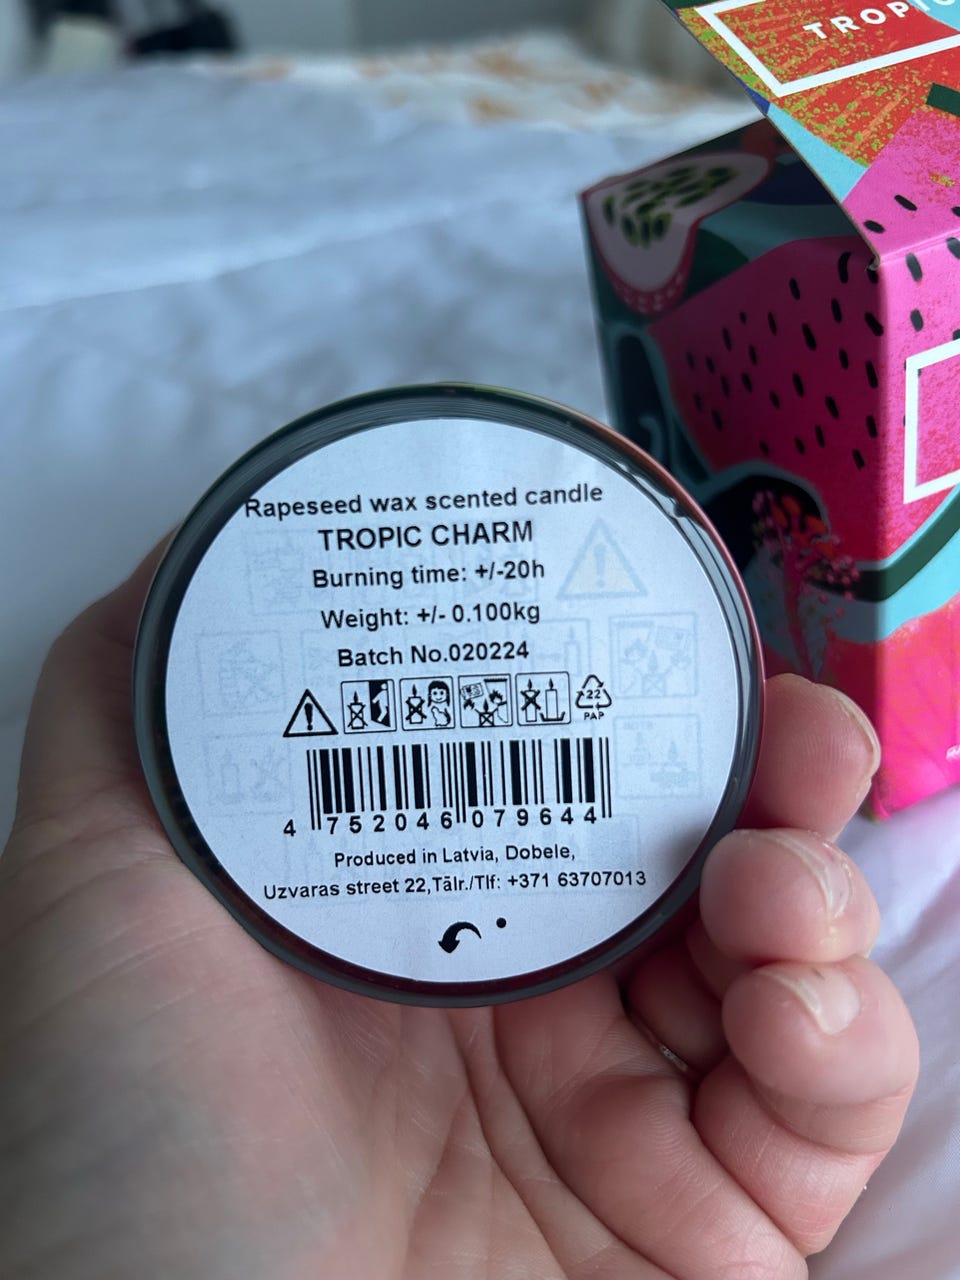 TROPIC
Rapeseed wax scented candle
TROPIC CHARM
Burning time: +/-20h
Weight: +/- 0.100kg
Batch No.020224
22
PAP
4 752046 079644
Produced in Latvia, Dobele,
Uzvaras street 22,Tālr./Tlf: +371 63707013